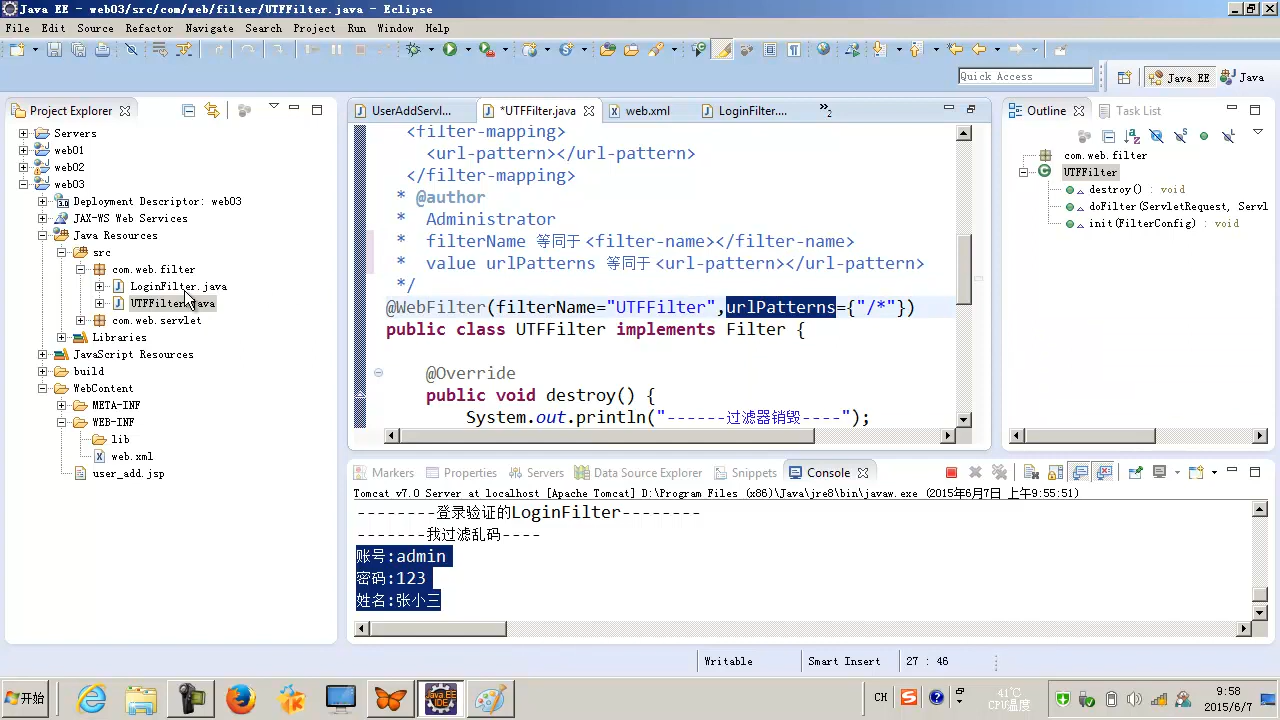 Java EE - web03/src/com/web/filter/UTFFilter.java - Eclipse
File Edit Source Refactor Navigate Search Project Run Window Help
Quick Access
Java EE
Java
Project Explorer
Servers
web01
web02
web03
Deployment Descriptor: web03
JAX-WS Web Services
Java Resources
src
com.web.filter
LoginFilter.java
UTFFilter.java
com.web.servlet
Libraries
JavaScript Resources
build
WebContent
META-INF
WEB-INF
lib
web.xml
user_add.jsp
UserAddServl...
*UTFFilter.java
web.xml
LoginFilter....
»2
<filter-mapping>
<url-pattern></url-pattern>
</filter-mapping>
* @author
* Administrator
* filterName 等同于<filter-name></filter-name>
* value urlPatterns 等同于<url-pattern></url-pattern>
*/
@WebFilter(filterName="UTFFilter",urlPatterns={"/*"})
public class UTFFilter implements Filter {
@Override
public void destroy() {
System.out.println("------过滤器销毁----");
Outline
Task List
com.web.filter
UTFFilter
destroy() : void
doFilter(ServletRequest, Servl
init(FilterConfig) : void
Markers
Properties
Servers
Data Source Explorer
Snippets
Console
Tomcat v7.0 Server at localhost [Apache Tomcat] D:\Program Files (x86)\Java\jre8\bin\javaw.exe (2015年6月7日 上午9:55:51)
--------登录验证的LoginFilter--------
-------我过滤乱码----
账号:admin
密码:123
姓名:张小三
Writable
Smart Insert
27 : 46
开始
Java EE
IDE
CH
41℃
CPU温度
9:58
2015/6/7